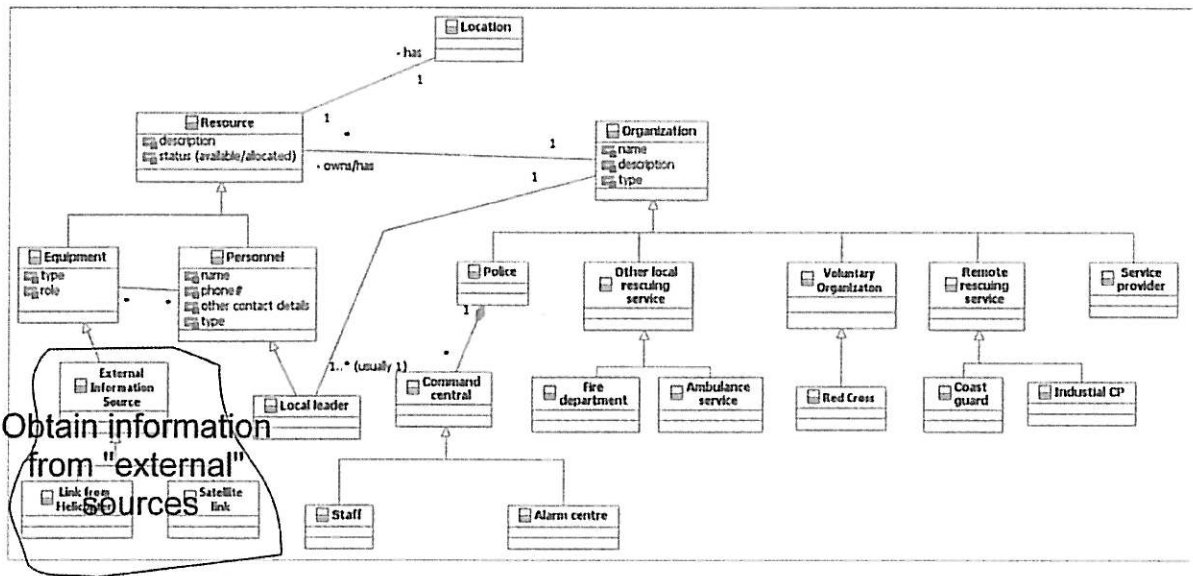 Location
- has
1
1
Resource
description
status (available/allocated)
*
- owns/has
1
1
Organization
name
description
type
Equipment
type
role
*
*
Personnel
name
phone#
other contact details
type
Police
1
Other local
rescuing
service
Voluntary
Organizaton
Remote
rescuing
service
Service
provider
External
Information
Source
Local leader
1..* (usually 1)
*
Command
central
fire
department
Ambulance
service
Red Cross
Coast
guard
Industial CP
Obtain information
from "external"
sources
Link from
Helicopter
Satellite
link
Staff
Alarm centre